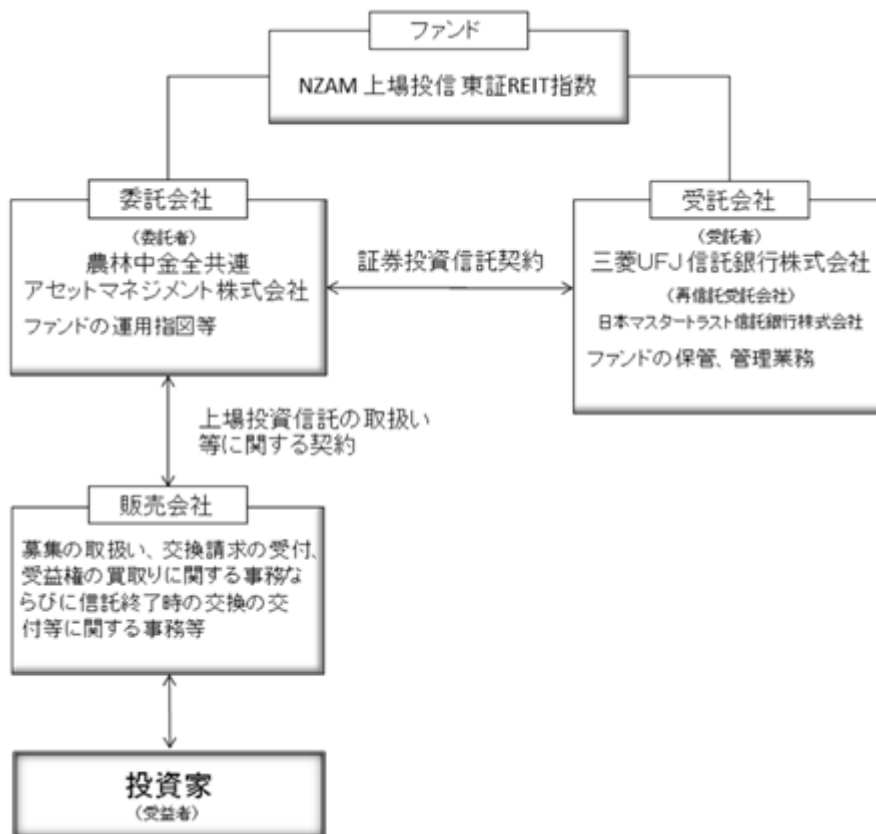 ファンド
NZAM 上場投信 東証REIT指数
委託会社
(委託者)
農林中金全共連
アセットマネジメント株式会社
ファンドの運用指図等
証券投資信託契約
受託会社
(受託者)
三菱UFJ信託銀行株式会社
(再信託受託会社)
日本マスタートラスト信託銀行株式会社
ファンドの保管、管理業務
上場投資信託の取扱い
等に関する契約
販売会社
募集の取扱い、交換請求の受付、
受益権の買取りに関する事務な
らびに信託終了時の交換の交
付等に関する事務等
投資家
(受益者)